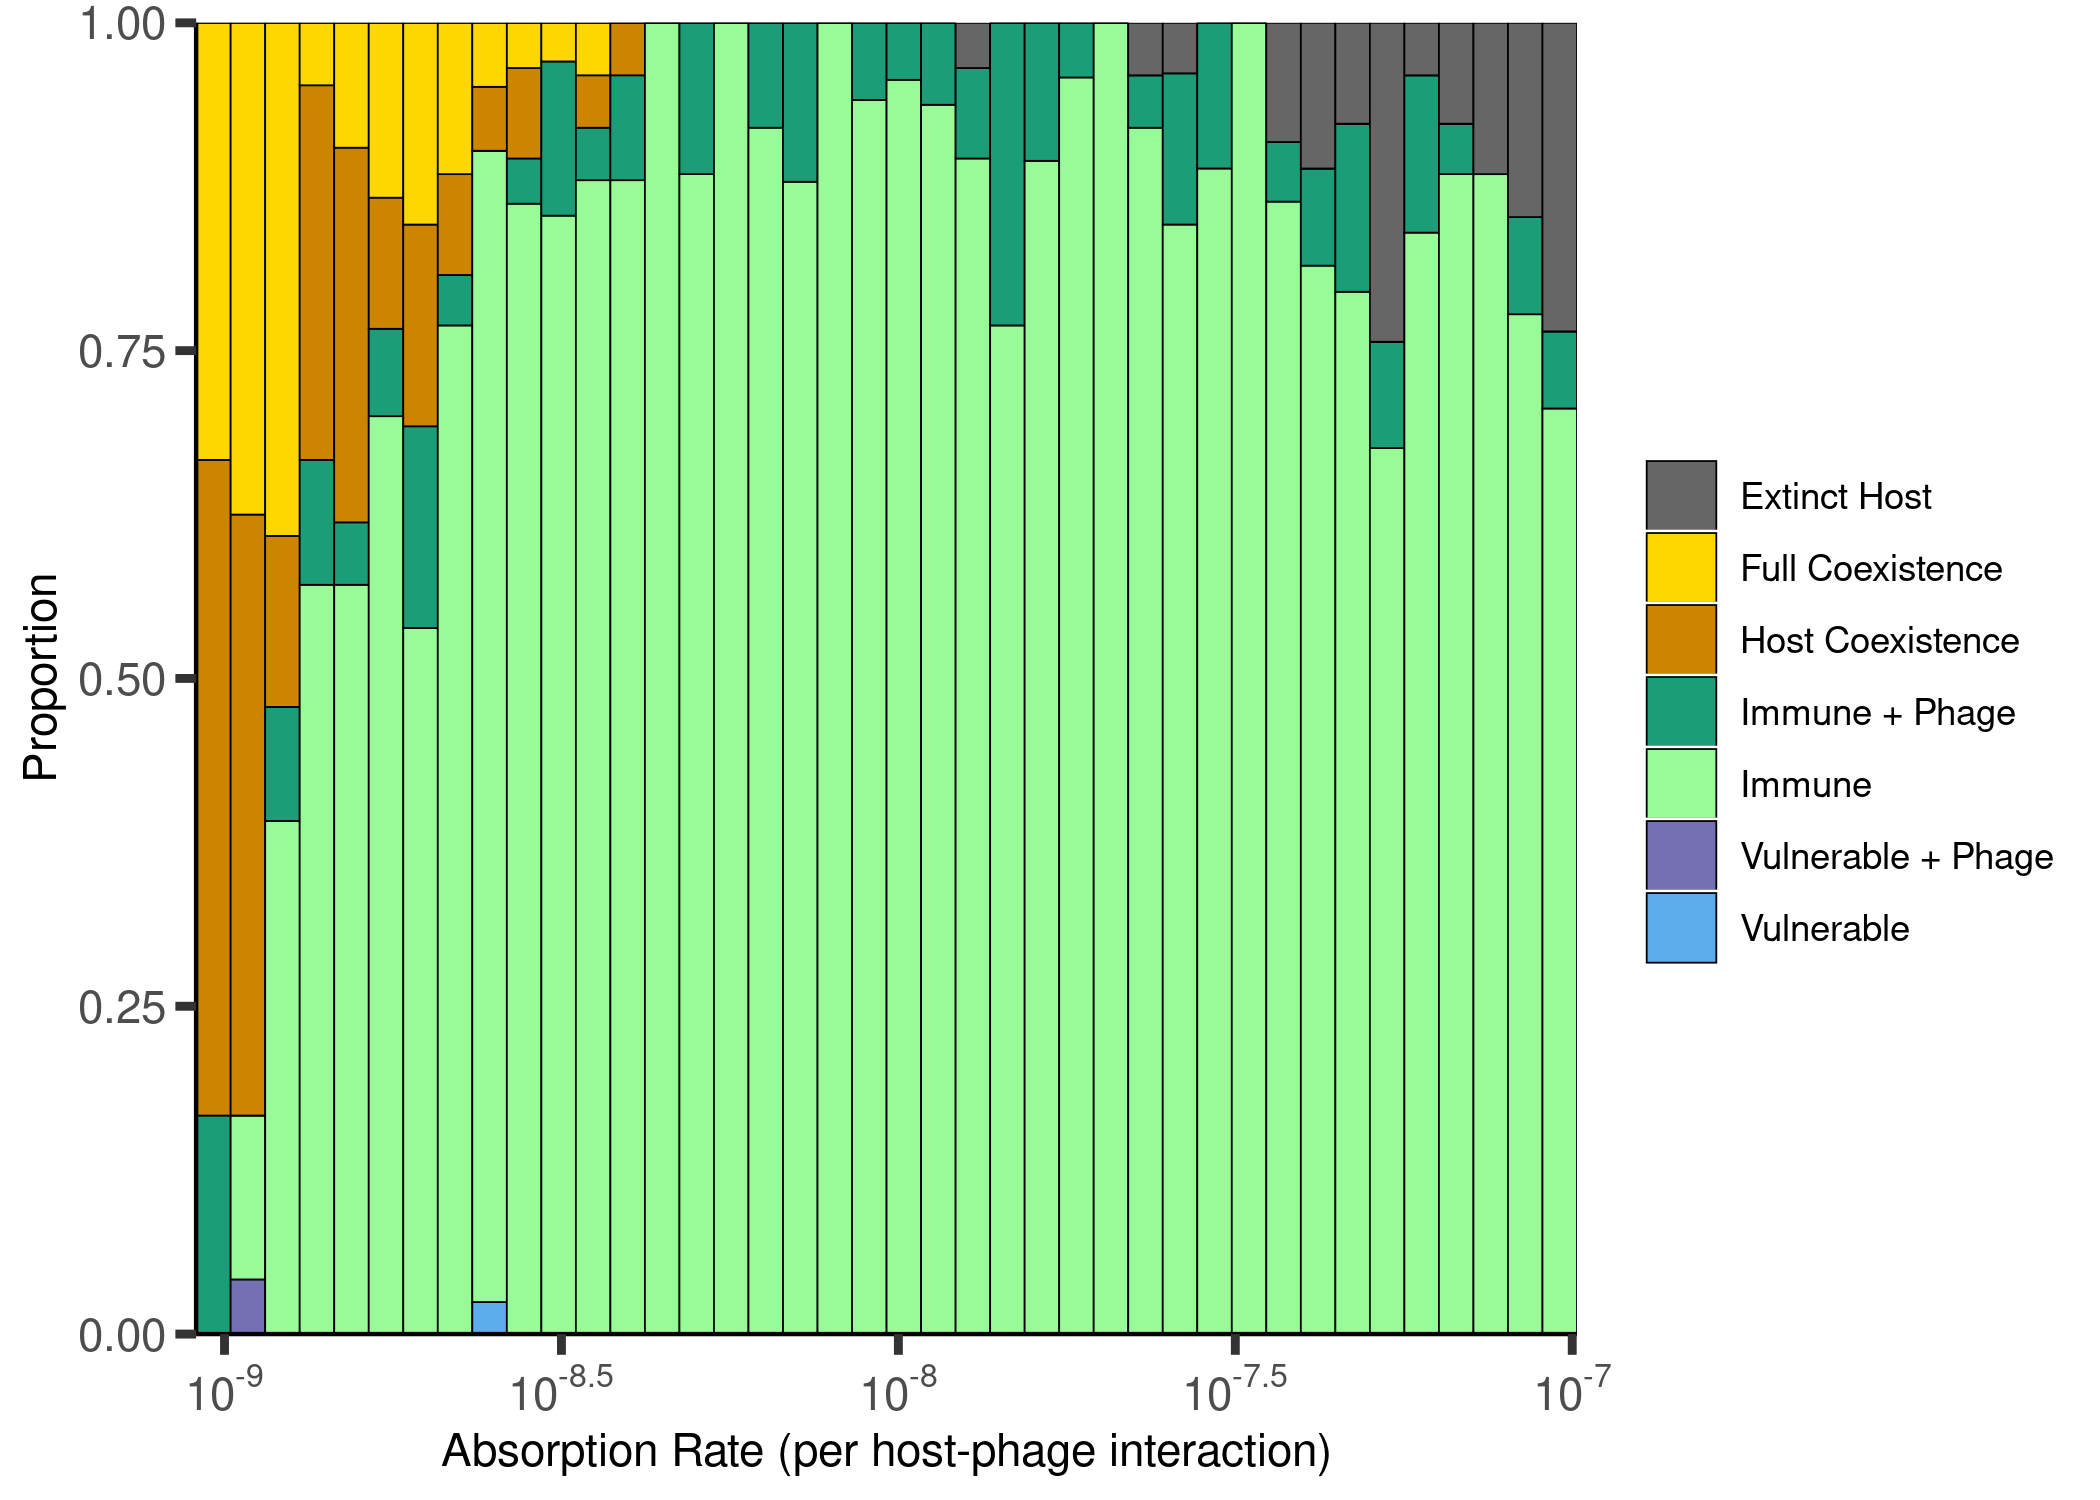 1.00
0.75
0.50
0.25
0.00
Proportion
10^-9
10^-8.5
10^-8
10^-7.5
10^-7
Absorption Rate (per host-phage interaction)
Extinct Host
Full Coexistence
Host Coexistence
Immune + Phage
Immune
Vulnerable + Phage
Vulnerable